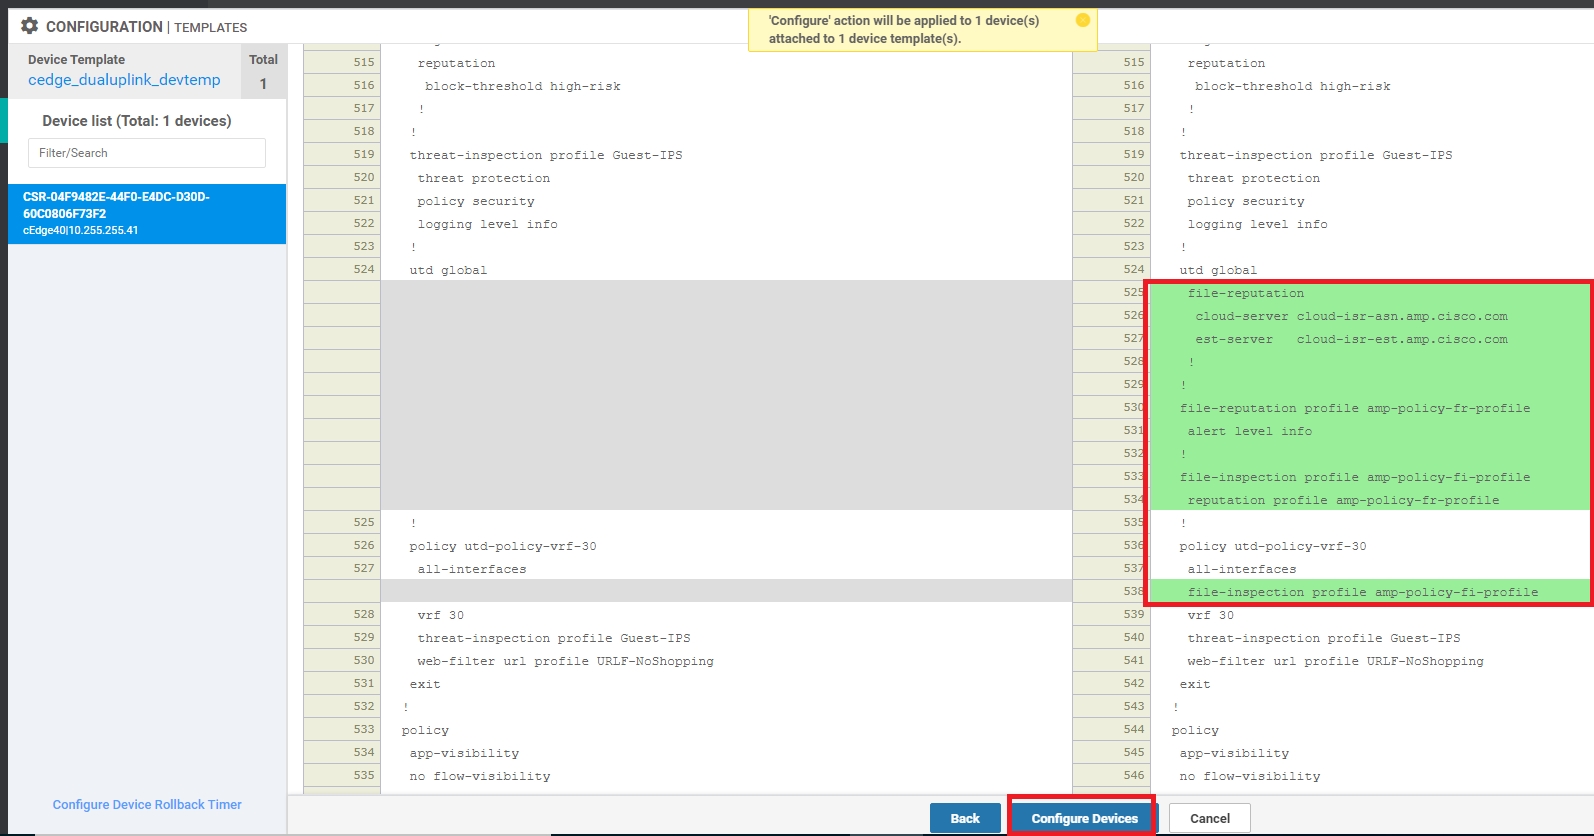 CONFIGURATION | TEMPLATES
'Configure' action will be applied to 1 device(s)
attached to 1 device template(s).
Device Template
cedge_dualuplink_devtemp
Total
1
Device list (Total: 1 devices)
Filter/Search
CSR-04F9482E-44F0-E4DC-D30D-
60C0806F73F2
cEdge40|10.255.255.41
Configure Device Rollback Timer
515 reputation
516 block-threshold high-risk
517 !
518 !
519 threat-inspection profile Guest-IPS
520 threat protection
521 policy security
522 logging level info
523 !
524 utd global
525 !
526 policy utd-policy-vrf-30
527 all-interfaces
528 vrf 30
529 threat-inspection profile Guest-IPS
530 web-filter url profile URLF-NoShopping
531 exit
532 !
533 policy
534 app-visibility
535 no flow-visibility
515 reputation
516 block-threshold high-risk
517 !
518 !
519 threat-inspection profile Guest-IPS
520 threat protection
521 policy security
522 logging level info
523 !
524 utd global
525 file-reputation
526 cloud-server cloud-isr-asn.amp.cisco.com
527 est-server cloud-isr-est.amp.cisco.com
528 !
529 !
530 file-reputation profile amp-policy-fr-profile
531 alert level info
532 !
533 file-inspection profile amp-policy-fi-profile
534 reputation profile amp-policy-fr-profile
535 !
536 policy utd-policy-vrf-30
537 all-interfaces
538 file-inspection profile amp-policy-fi-profile
539 vrf 30
540 threat-inspection profile Guest-IPS
541 web-filter url profile URLF-NoShopping
542 exit
543 !
544 policy
545 app-visibility
546 no flow-visibility
Back
Configure Devices
Cancel